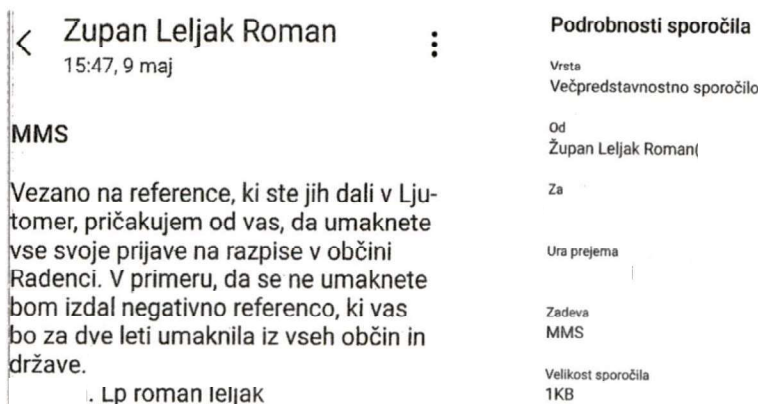 Zupan Leljak Roman
15:47, 9 maj
MMS
Vezano na reference, ki ste jih dali v Lju-
tomer, pričakujem od vas, da umaknete
vse svoje prijave na razpise v občini
Radenci. V primeru, da se ne umaknete
bom izdal negativno referenco, ki vas
bo za dve leti umaknila iz vseh občin in
države.
. Lp roman leljak
Podrobnosti sporočila
Vrsta
Večpredstavnostno sporočilo
Od
Župan Leljak Roman(
Za
Ura prejema
Zadeva
MMS
Velikost sporočila
1KB